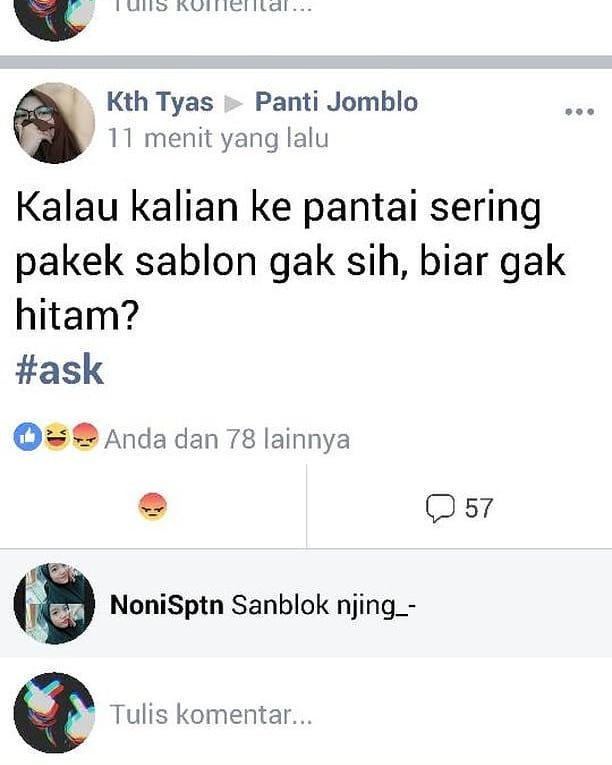 Tulis komentar...
Kth Tyas ▶ Panti Jomblo
11 menit yang lalu
Kalau kalian ke pantai sering
pakek sablon gak sih, biar gak
hitam?
#ask
Anda dan 78 lainnya
57
NoniSptn Sanblok njing_-
Tulis komentar...